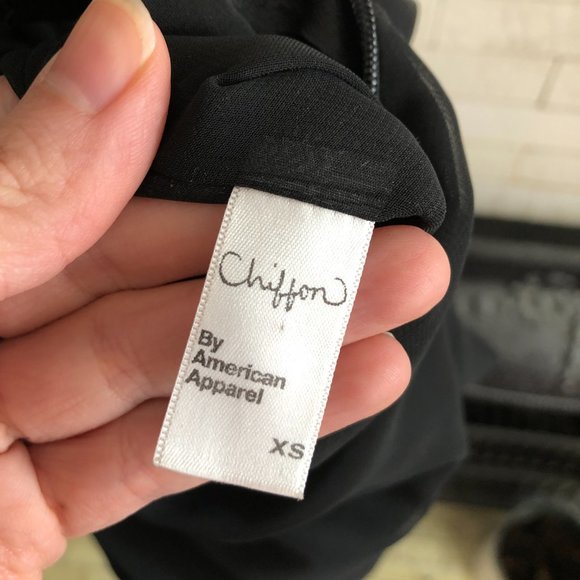 Chiffon
By
American
Apparel
XS